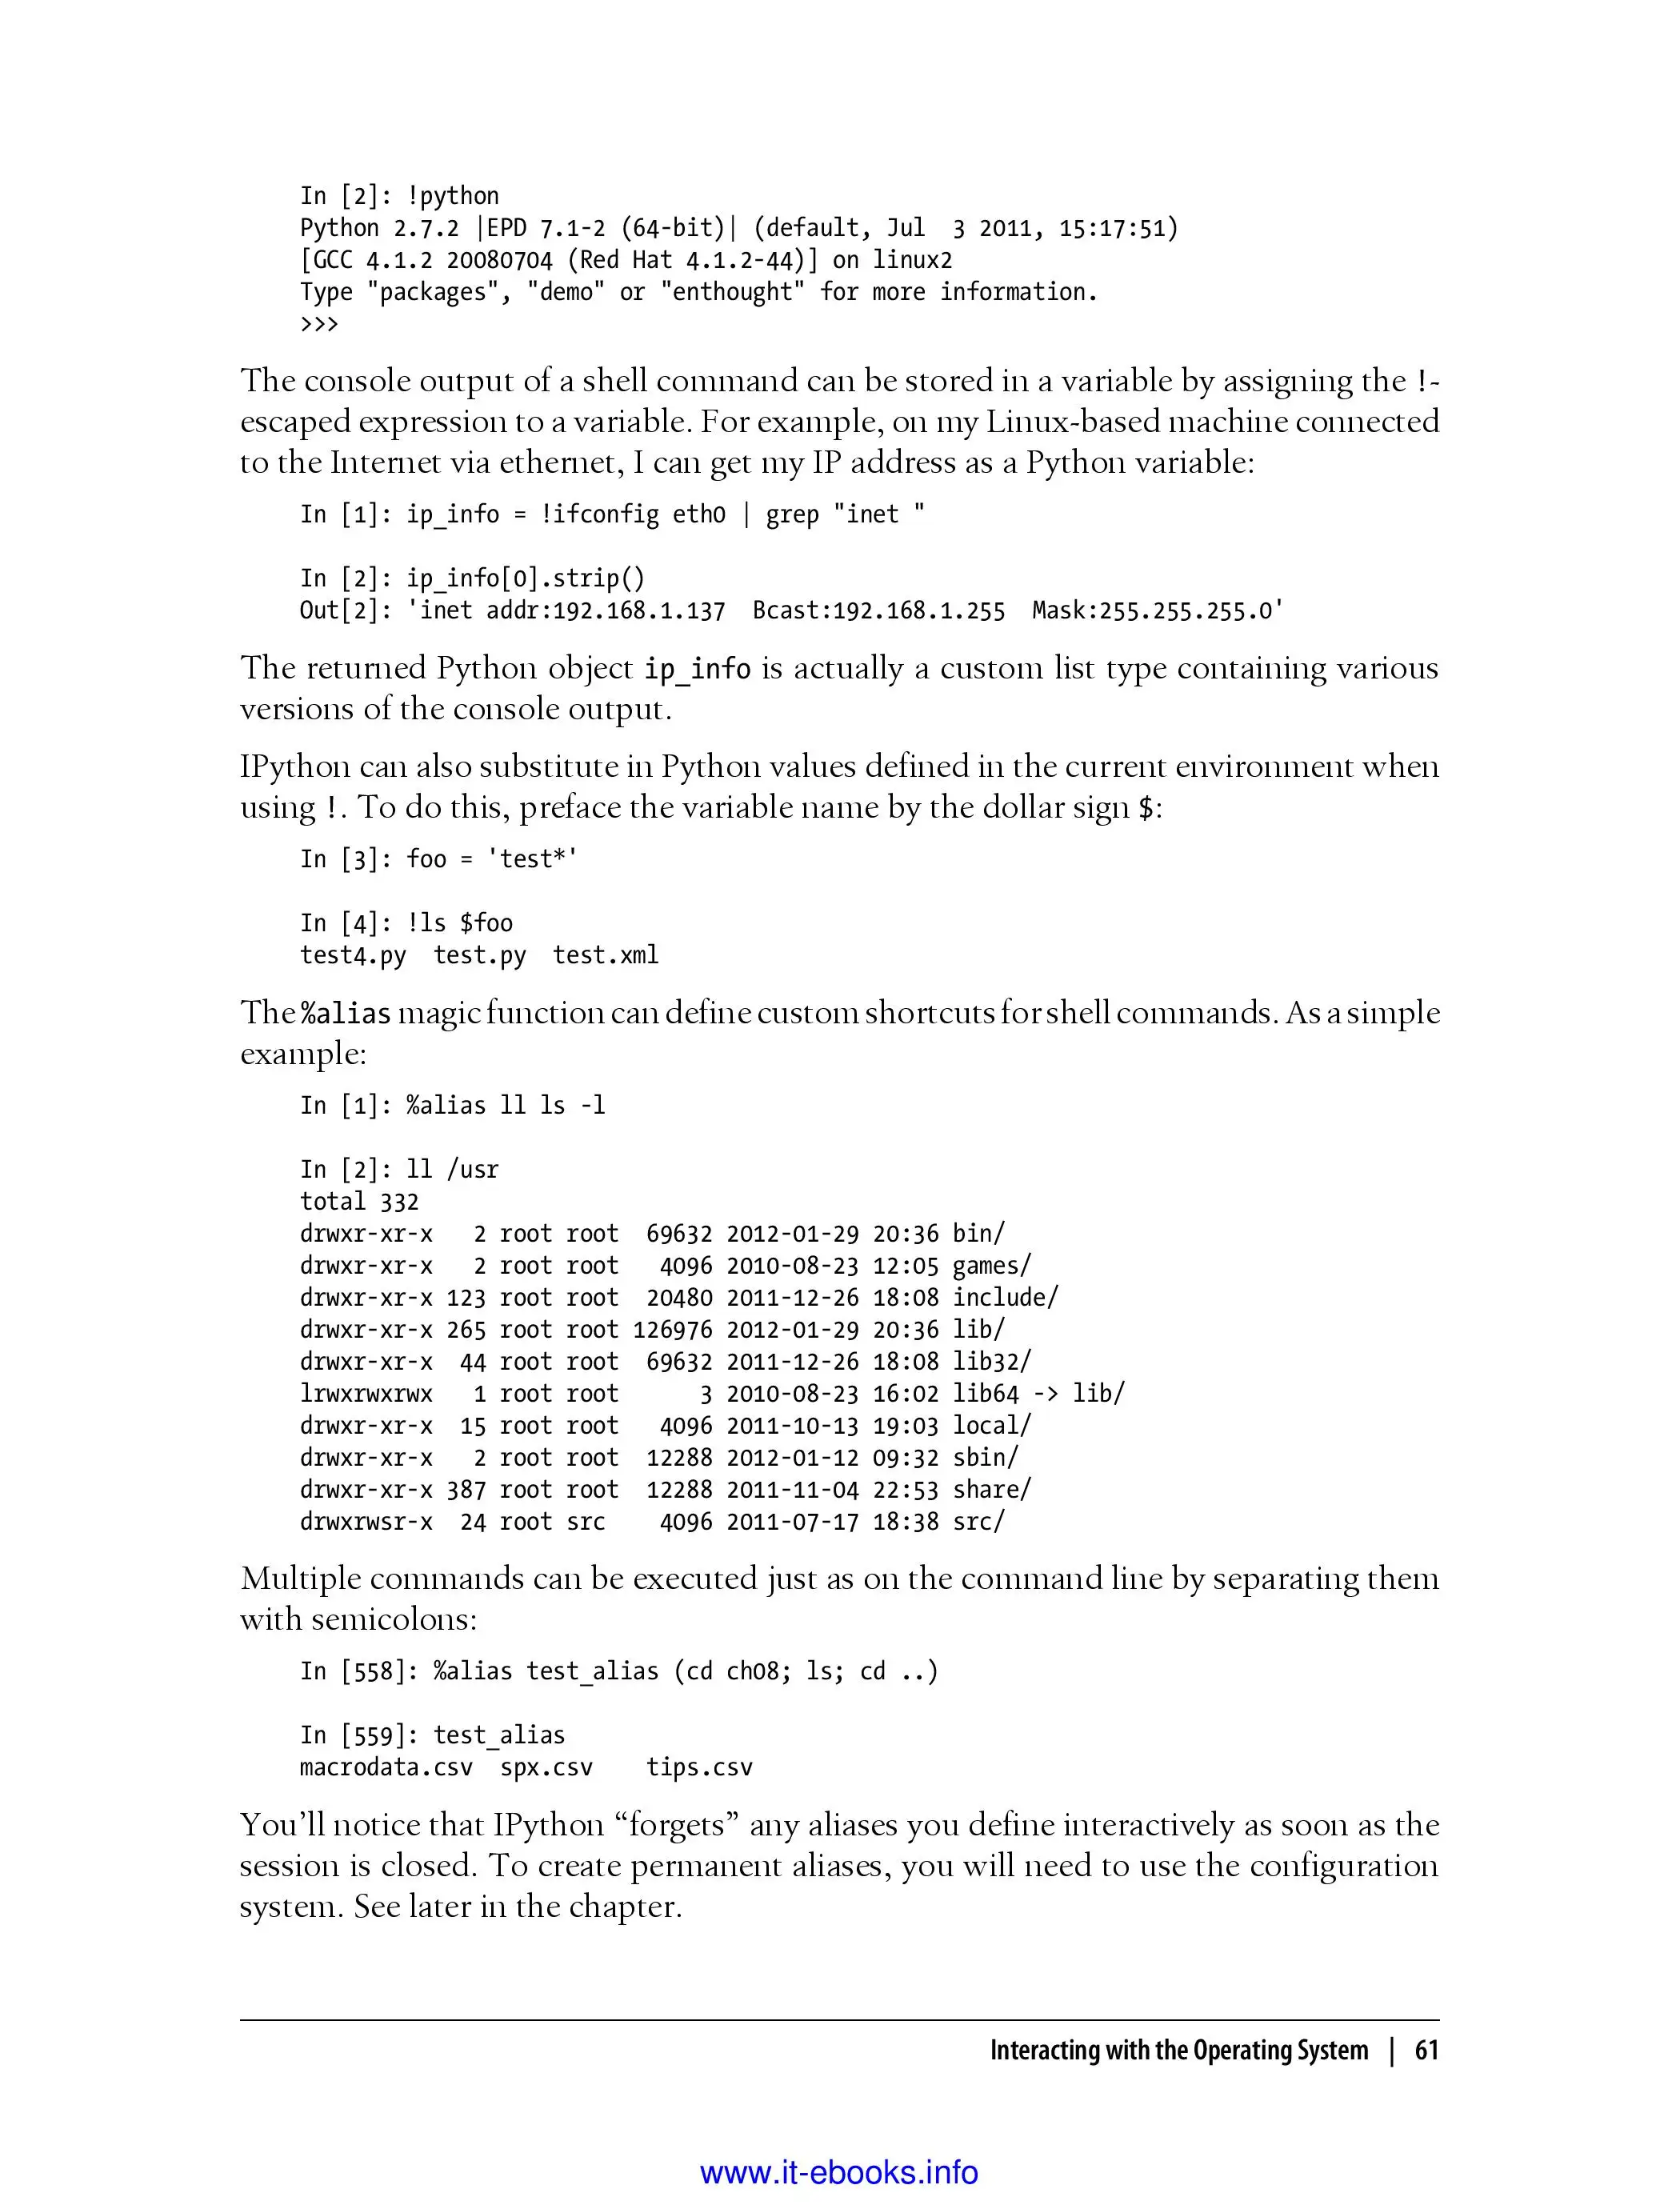 In [2]: !python
Python 2.7.2 |EPD 7.1-2 (64-bit)| (default, Jul  3 2011, 15:17:51)
[GCC 4.1.2 20080704 (Red Hat 4.1.2-44)] on linux2
Type "packages", "demo" or "enthought" for more information.
>>>
The console output of a shell command can be stored in a variable by assigning the !-
escaped expression to a variable. For example, on my Linux-based machine connected
to the Internet via ethernet, I can get my IP address as a Python variable:
In [1]: ip_info = !ifconfig eth0 | grep "inet "
In [2]: ip_info[0].strip()
Out[2]: 'inet addr:192.168.1.137  Bcast:192.168.1.255  Mask:255.255.255.0'
The returned Python object ip_info is actually a custom list type containing various
versions of the console output.
IPython can also substitute in Python values defined in the current environment when
using !. To do this, preface the variable name by the dollar sign $:
In [3]: foo = 'test*'
In [4]: !ls $foo
test4.py  test.py  test.xml
The %alias magic function can define custom shortcuts for shell commands. As a simple
example:
In [1]: %alias ll ls -l
In [2]: ll /usr
total 332
drwxr-xr-x   2 root root  69632 2012-01-29 20:36 bin/
drwxr-xr-x   2 root root   4096 2010-08-23 12:05 games/
drwxr-xr-x 123 root root  20480 2011-12-26 18:08 include/
drwxr-xr-x 265 root root 126976 2012-01-29 20:36 lib/
drwxr-xr-x  44 root root  69632 2011-12-26 18:08 lib32/
lrwxrwxrwx   1 root root      3 2010-08-23 16:02 lib64 -> lib/
drwxr-xr-x  15 root root   4096 2011-10-13 19:03 local/
drwxr-xr-x   2 root root  12288 2012-01-12 09:32 sbin/
drwxr-xr-x 387 root root  12288 2011-11-04 22:53 share/
drwxrwsr-x  24 root src    4096 2011-07-17 18:38 src/
Multiple commands can be executed just as on the command line by separating them
with semicolons:
In [558]: %alias test_alias (cd ch08; ls; cd ..)
In [559]: test_alias
macrodata.csv  spx.csv    tips.csv
You’ll notice that IPython “forgets” any aliases you define interactively as soon as the
session is closed. To create permanent aliases, you will need to use the configuration
system. See later in the chapter.
Interacting with the Operating System | 61
www.it-ebooks.info